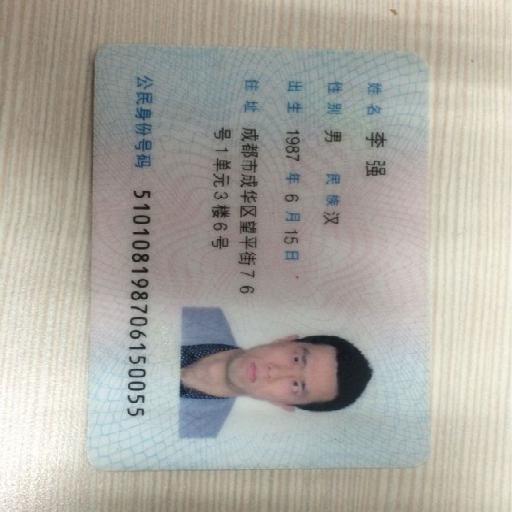 姓名 李强
性别 男 民族 汉
出生 1987 年 6 月 15 日
住址 成都市成华区望平街76
号1单元3楼6号
公民身份号码 510108198706150055